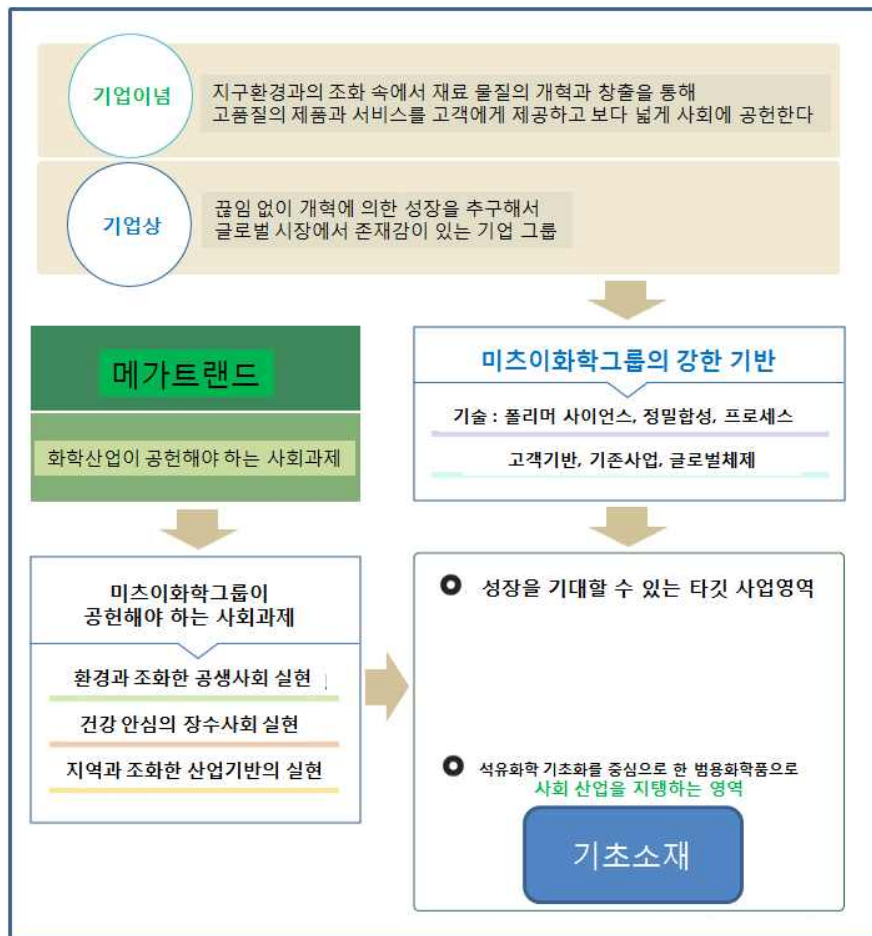 기업이념
지구환경과의 조화 속에서 재료 물질의 개혁과 창출을 통해
고품질의 제품과 서비스를 고객에게 제공하고 보다 넓게 사회에 공헌한다
기업상
끊임 없이 개혁에 의한 성장을 추구해서
글로벌 시장에서 존재감이 있는 기업 그룹
메가트랜드
화학산업이 공헌해야 하는 사회과제
미츠이화학그룹의 강한 기반
기술 : 폴리머 사이언스, 정밀합성, 프로세스
고객기반, 기존사업, 글로벌체제
미츠이화학그룹이
공헌해야 하는 사회과제
환경과 조화한 공생사회 실현
건강 안심의 장수사회 실현
지역과 조화한 산업기반의 실현
성장을 기대할 수 있는 타깃 사업영역
석유화학 기초화를 중심으로 한 범용화학품으로
사회 산업을 지탱하는 영역
기초소재